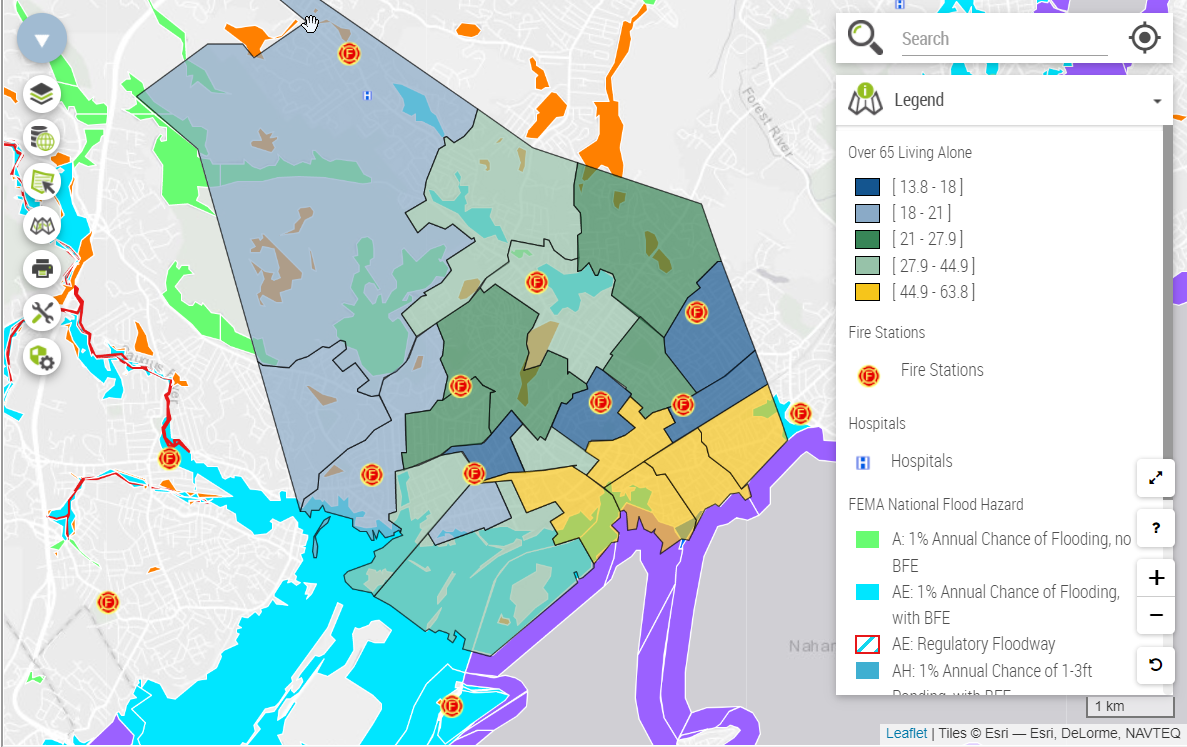 Forest River
Search
Legend
Over 65 Living Alone
[ 13.8 - 18 ]
[ 18 - 21 ]
[ 21 - 27.9 ]
[ 27.9 - 44.9 ]
[ 44.9 - 63.8 ]
Fire Stations
Fire Stations
Hospitals
Hospitals
FEMA National Flood Hazard
A: 1% Annual Chance of Flooding, no
BFE
AE: 1% Annual Chance of Flooding,
with BFE
AE: Regulatory Floodway
AH: 1% Annual Chance of 1-3ft
Ponding, with BFE
Nahan
?
+
−
1 km
Leaflet | Tiles © Esri — Esri, DeLorme, NAVTEQ